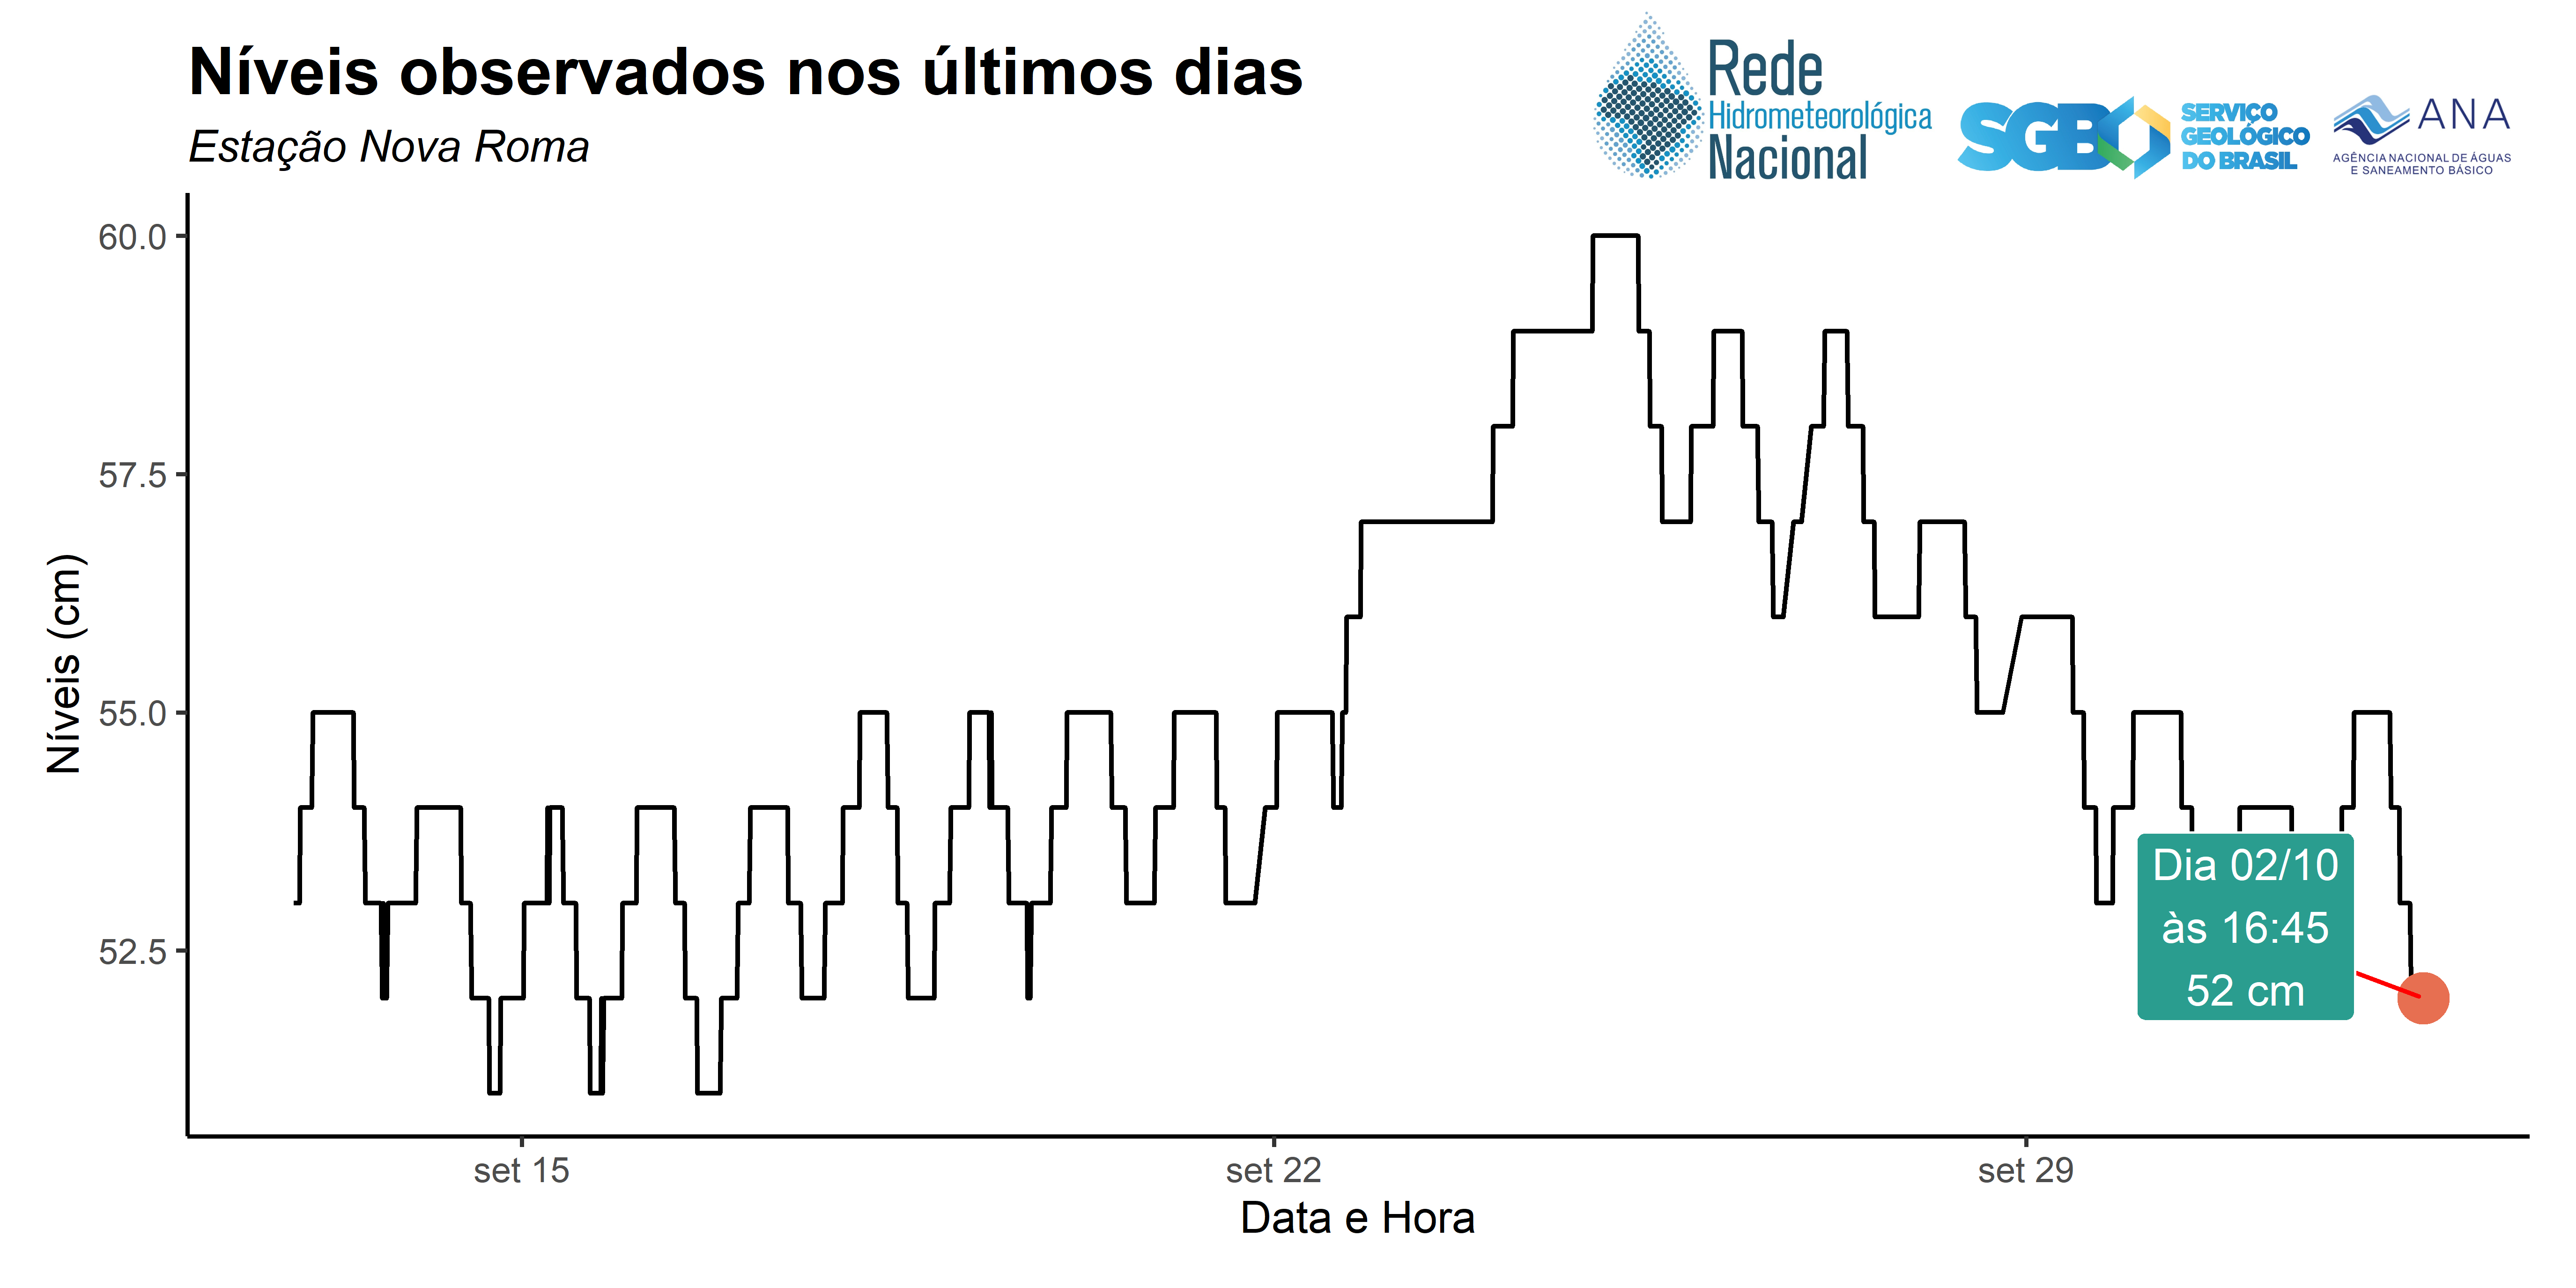 Níveis observados nos últimos dias
Estação Nova Roma
Rede
Hidrometeorológica
Nacional
SGB
SERVIÇO
GEOLÓGICO
DO BRASIL
ANA
AGÊNCIA NACIONAL DE ÁGUAS
E SANEAMENTO BÁSICO
60.0
57.5
55.0
52.5
Níveis (cm)
Dia 02/10
às 16:45
52 cm
set 15
set 22
set 29
Data e Hora